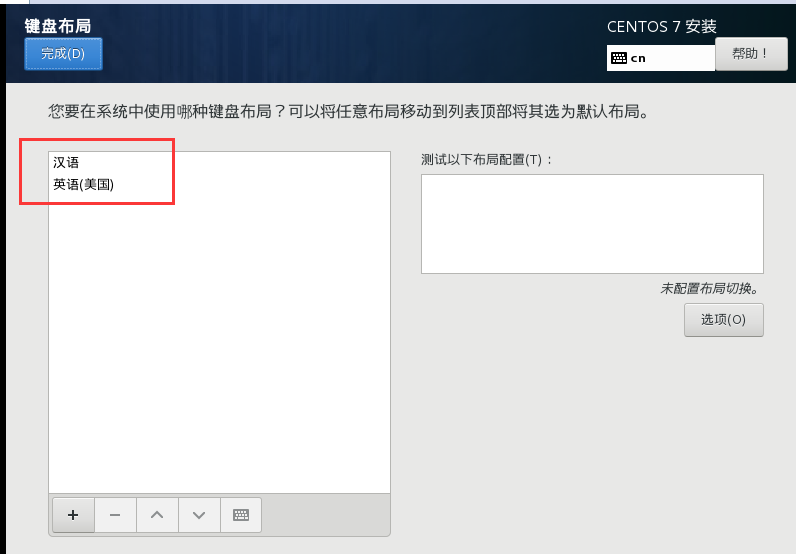 键盘布局
CENTOS 7 安装
完成(D)
cn
帮助！
您要在系统中使用哪种键盘布局？可以将任意布局移动到列表顶部将其选为默认布局。
汉语
英语(美国)
测试以下布局配置(T)：
未配置布局切换。
选项(O)